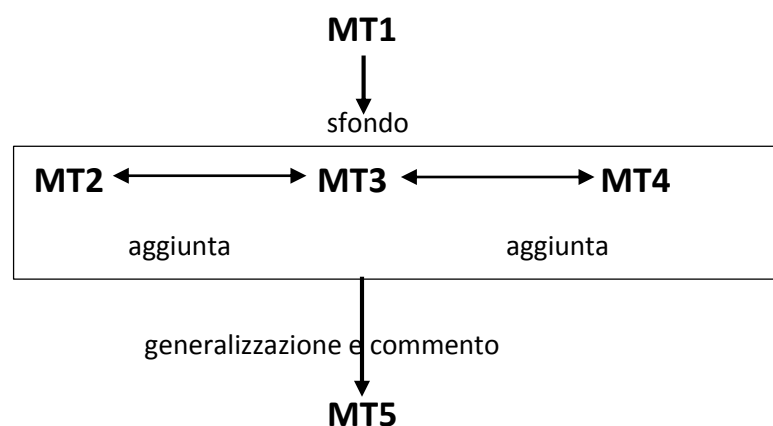 MT1
sfondo
MT2 MT3 MT4
aggiunta aggiunta
generalizzazione e commento
MT5